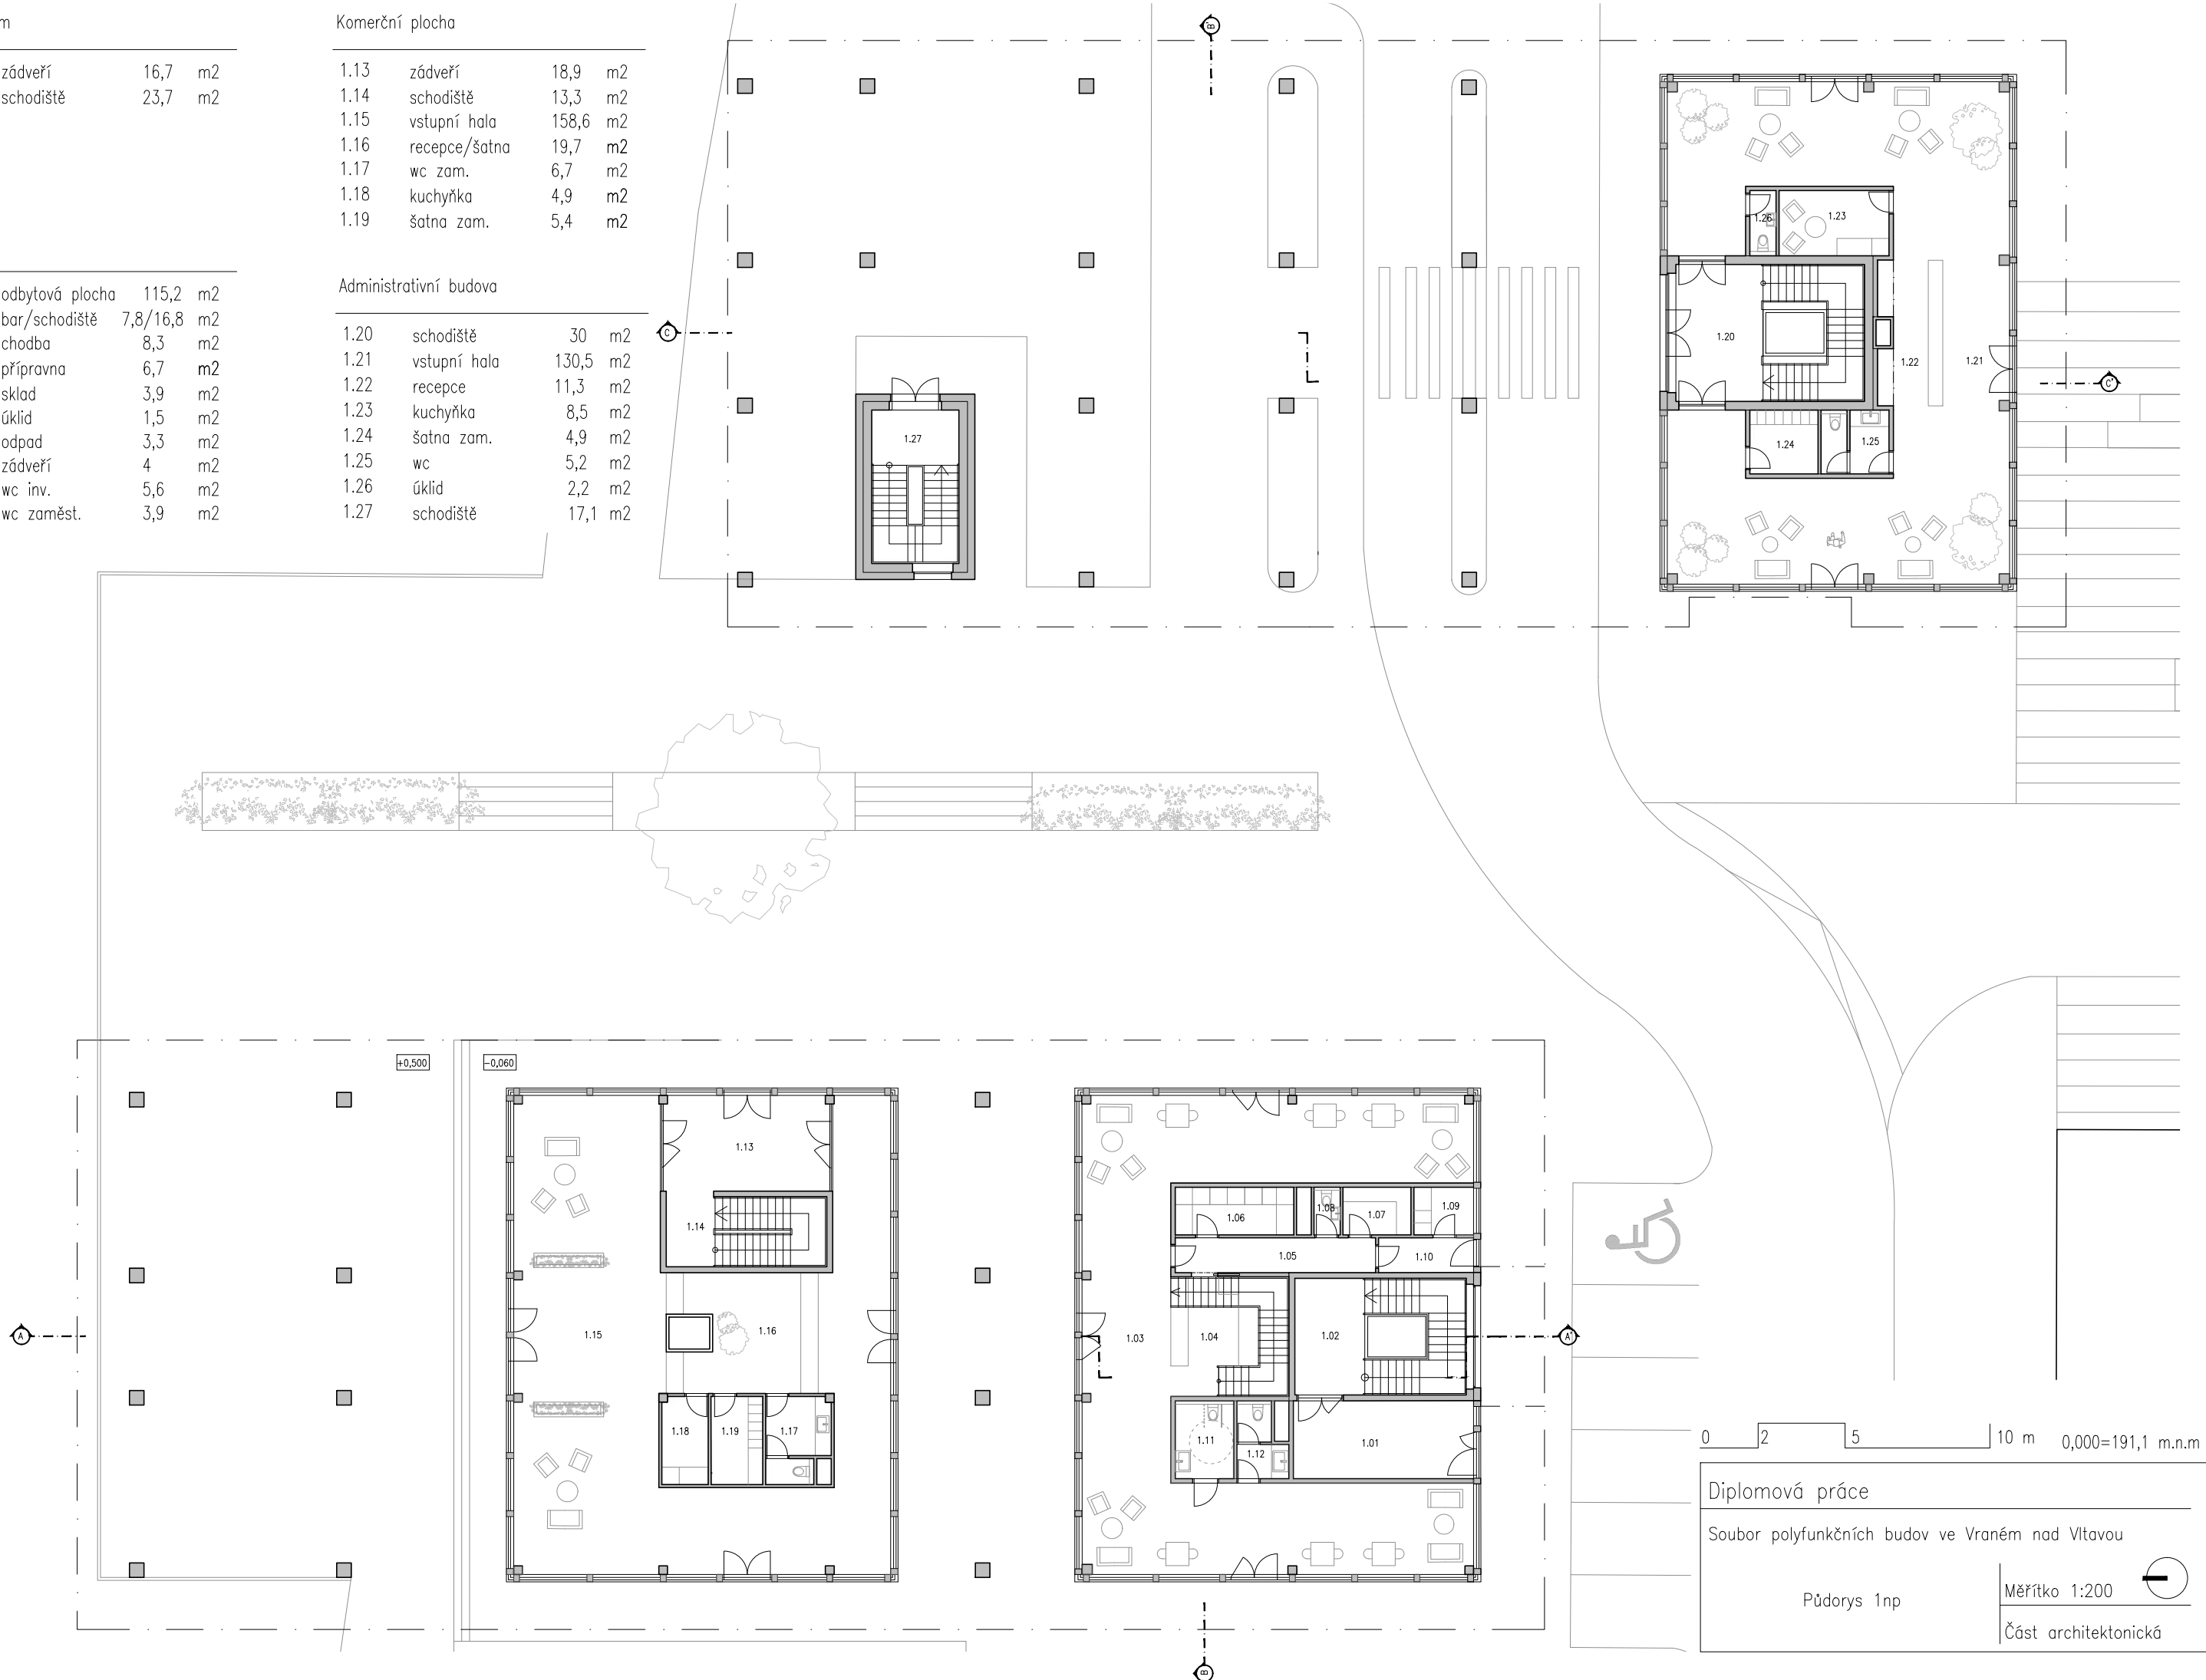 m
zádveří 16,7 m2
schodiště 23,7 m2
odbytová plocha 115,2 m2
bar/schodiště 7,8/16,8 m2
chodba 8,3 m2
přípravna 6,7 m2
sklad 3,9 m2
úklid 1,5 m2
odpad 3,3 m2
zádveří 4 m2
wc inv. 5,6 m2
wc zaměst. 3,9 m2
Komerční plocha
1.13 zádveří 18,9 m2
1.14 schodiště 13,3 m2
1.15 vstupní hala 158,6 m2
1.16 recepce/šatna 19,7 m2
1.17 wc zam. 6,7 m2
1.18 kuchyňka 4,9 m2
1.19 šatna zam. 5,4 m2
Administrativní budova
1.20 schodiště 30 m2
1.21 vstupní hala 130,5 m2
1.22 recepce 11,3 m2
1.23 kuchyňka 8,5 m2
1.24 šatna zam. 4,9 m2
1.25 wc 5,2 m2
1.26 úklid 2,2 m2
1.27 schodiště 17,1 m2
B'
C
C'
1.26
1.23
1.20
1.22
1.21
1.24
1.25
1.27
+0,500
-0,060
1.13
1.14
1.15
1.16
1.18
1.19
1.17
1.06
1.08
1.07
1.09
1.05
1.10
1.03
1.04
1.02
1.11
1.12
1.01
A
A'
B
0 2 5 10 m 0,000=191,1 m.n.m
Diplomová práce
Soubor polyfunkčních budov ve Vraném nad Vltavou
Půdorys 1np
Měřítko 1:200
Část architektonická